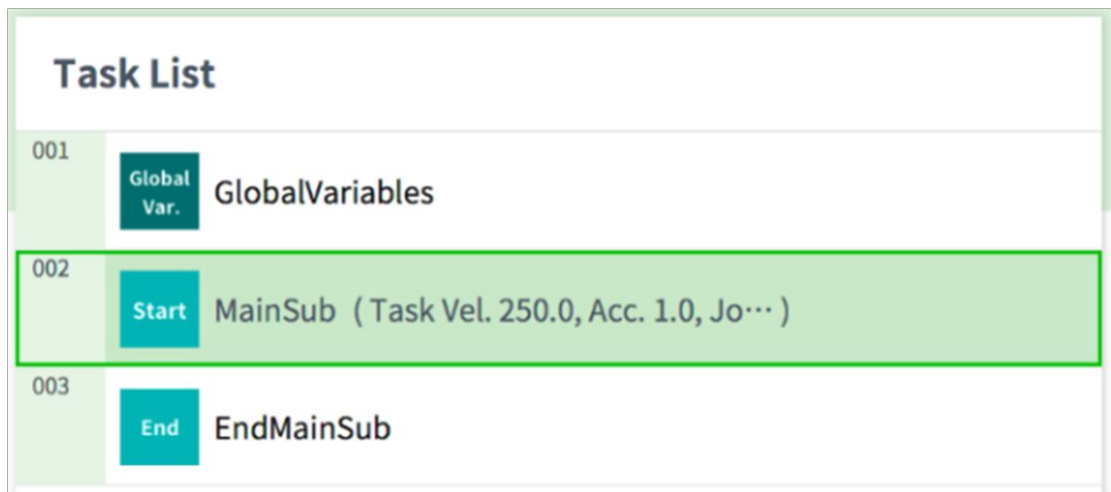 Task List
001
Global
Var.
GlobalVariables
002
Start
MainSub ( Task Vel. 250.0, Acc. 1.0, Jo··· )
003
End
EndMainSub